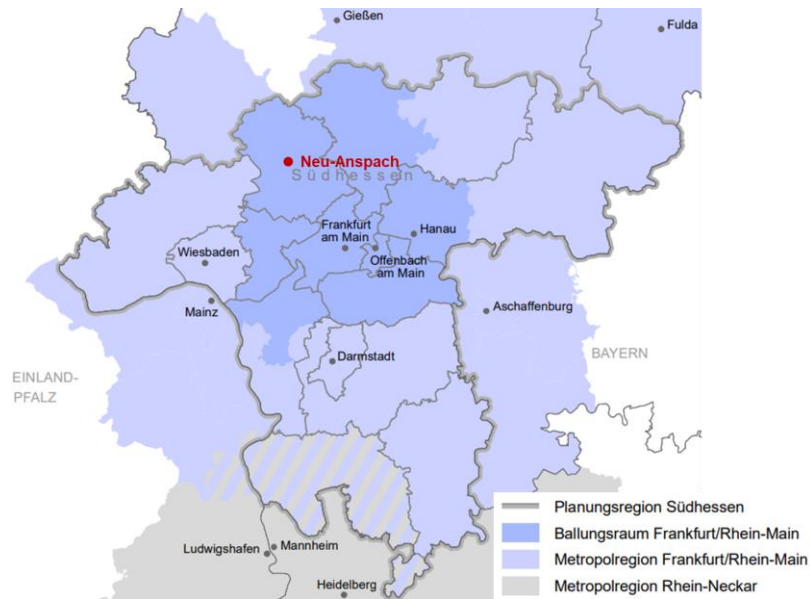 Gießen
Fulda
Neu-Anspach
Südhessen
Frankfurt
am Main
Hanau
Wiesbaden
Offenbach
am Main
Mainz
Aschaffenburg
Darmstadt
BAYERN
EINLAND-
PFALZ
Ludwigshafen
Mannheim
Heidelberg
Planungsregion Südhessen
Ballungsraum Frankfurt/Rhein-Main
Metropolregion Frankfurt/Rhein-Main
Metropolregion Rhein-Neckar